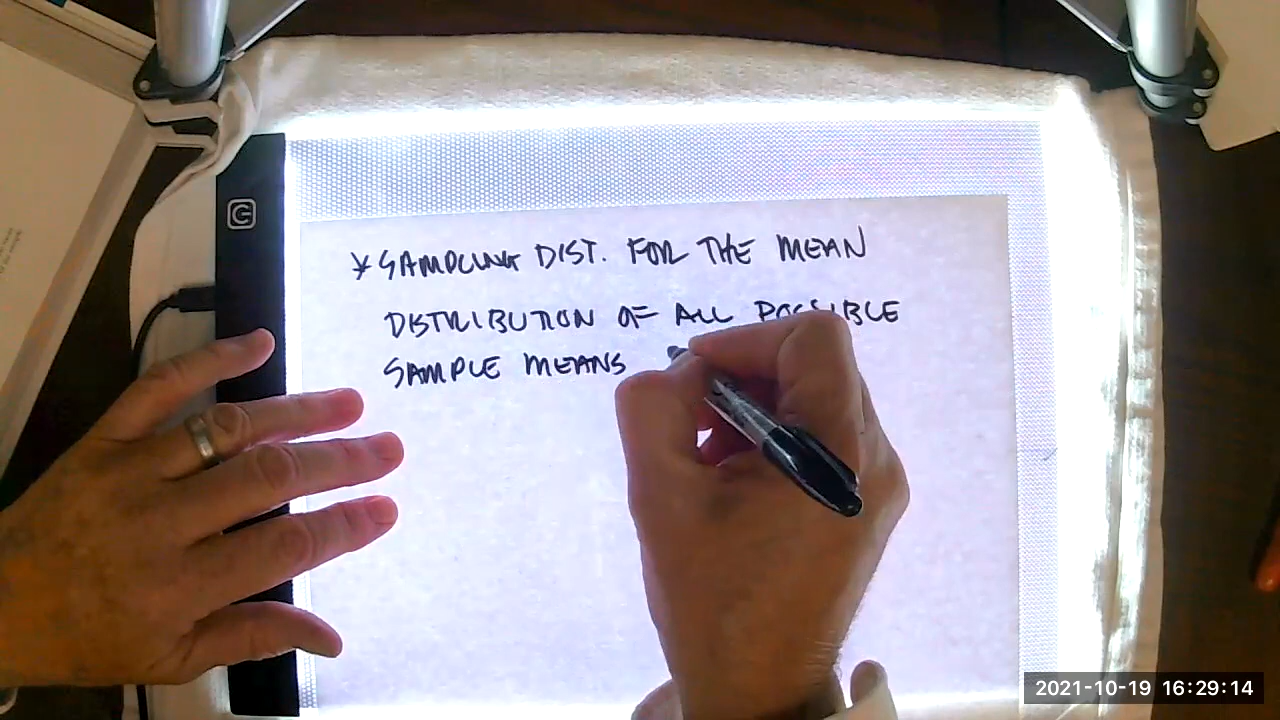 * SAMPLING DIST. FOR THE MEAN
DISTRIBUTION OF ALL POSSIBLE
SAMPLE MEANS
2021-10-19 16:29:14